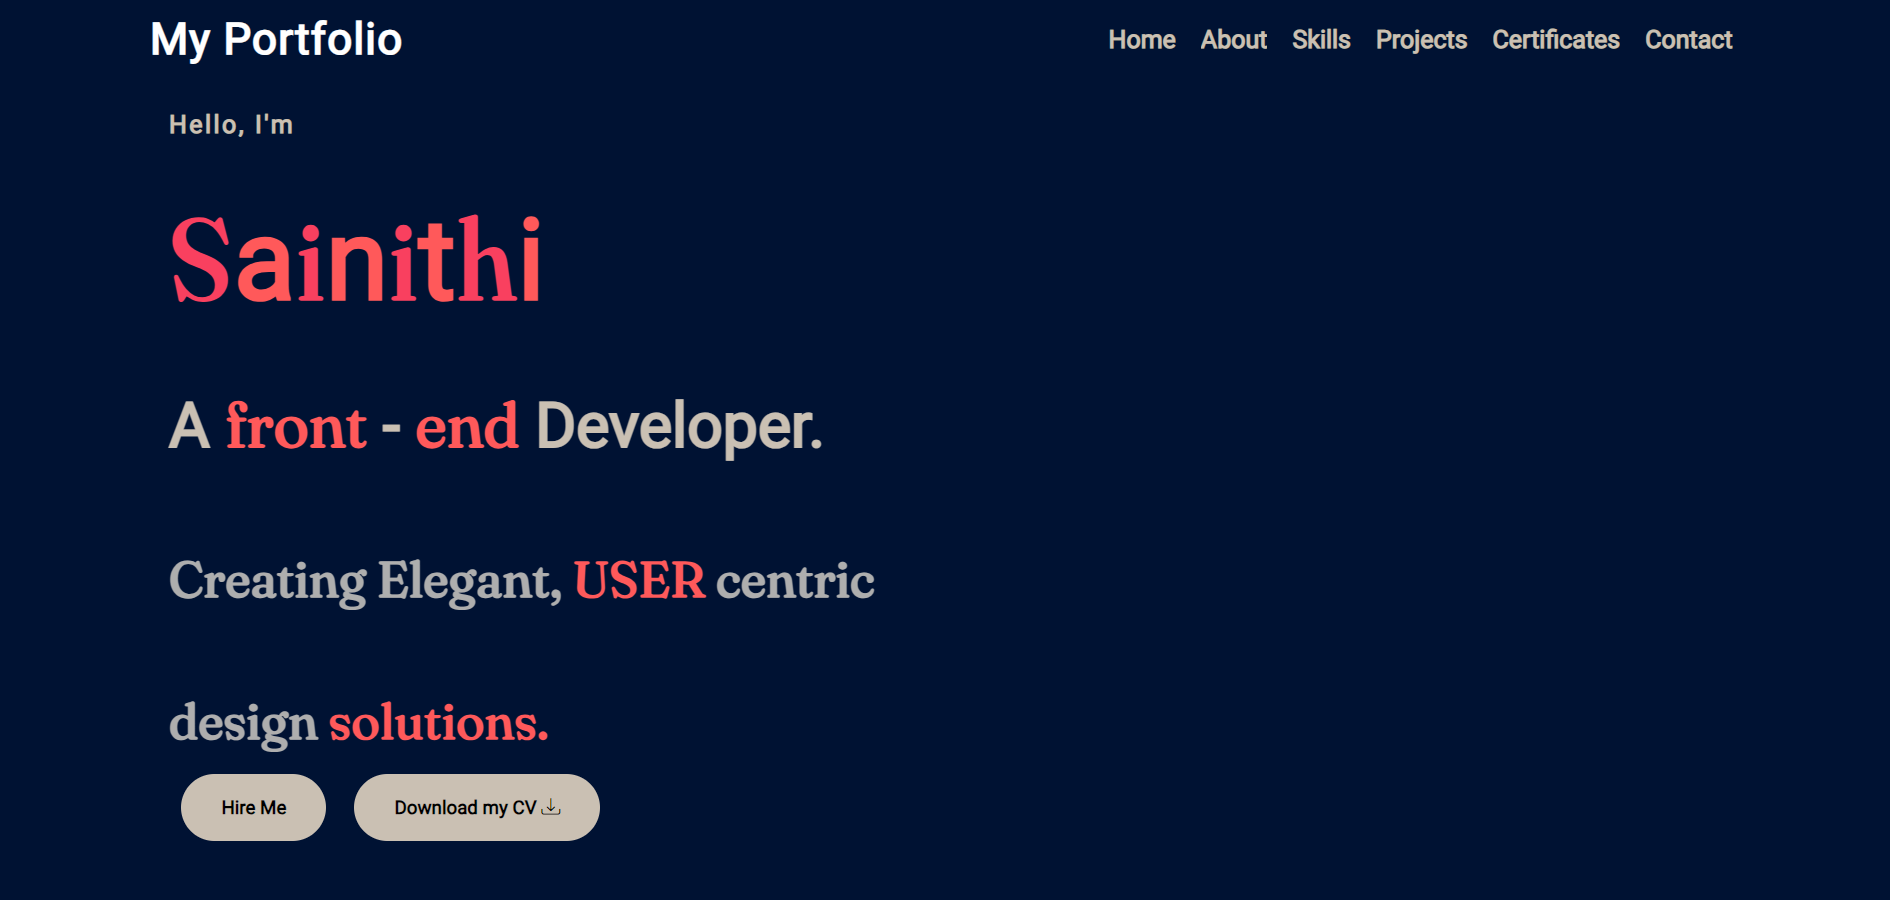 My Portfolio
Home About Skills Projects Certificates Contact
Hello, I'm
Sainithi
A front - end Developer.
Creating Elegant, USER centric
design solutions.
Hire Me
Download my CV